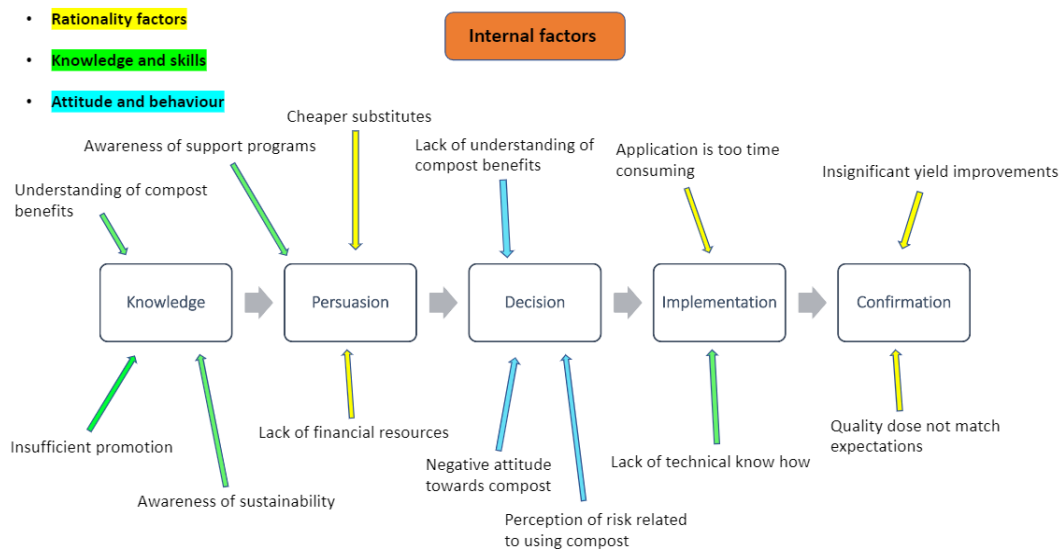 • Rationality factors
• Knowledge and skills
• Attitude and behaviour
Internal factors
Cheaper substitutes
Awareness of support programs
Understanding of compost
benefits
Lack of understanding of
compost benefits
Application is too time
consuming
Insignificant yield improvements
Knowledge
Persuasion
Decision
Implementation
Confirmation
Insufficient promotion
Awareness of sustainability
Lack of financial resources
Negative attitude
towards compost
Perception of risk related
to using compost
Lack of technical know how
Quality dose not match
expectations